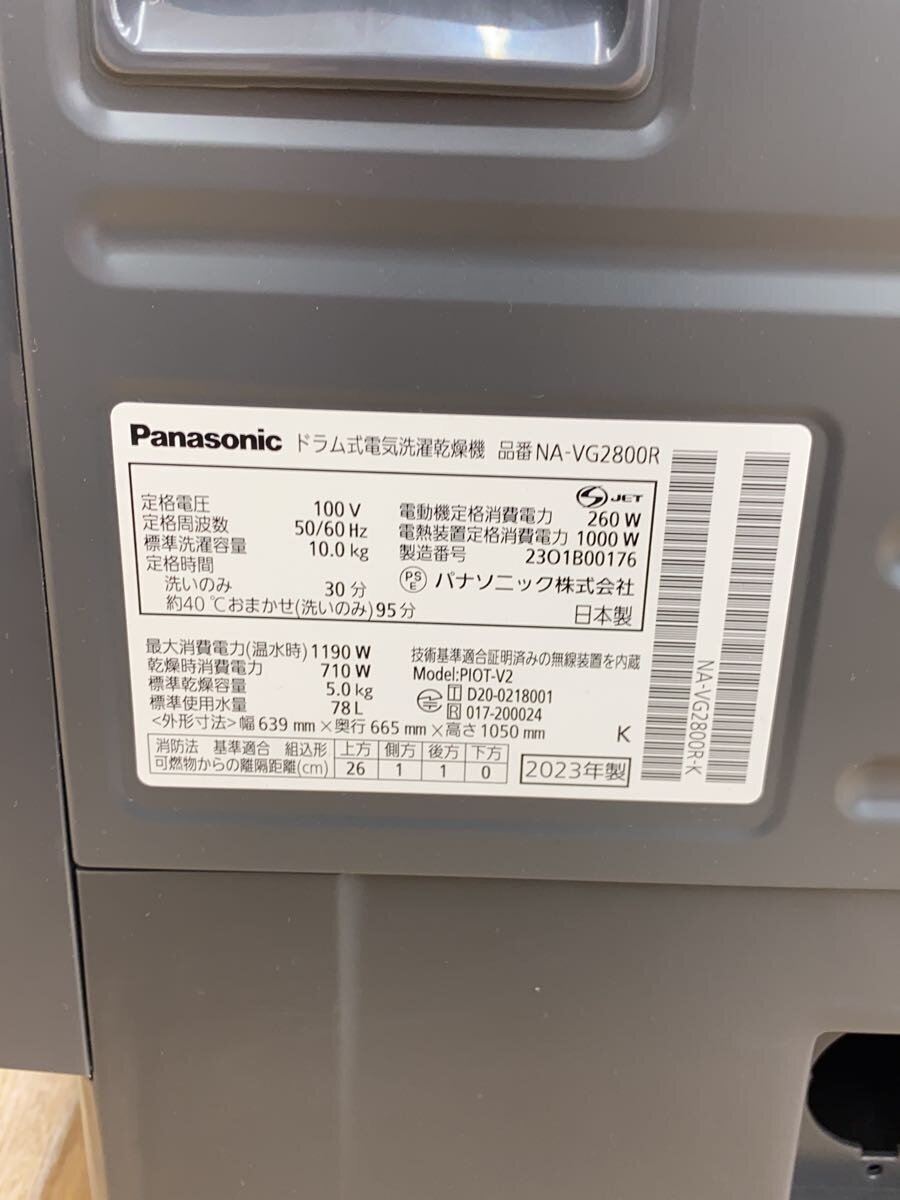 Panasonic ドラム式電気洗濯乾燥機 品番 NA-VG2800R
JET
定格電圧 100 V
定格周波数 50/60 Hz
標準洗濯容量 10.0 kg
定格時間
洗いのみ 30 分
約40 ℃おまかせ(洗いのみ) 95 分
電動機定格消費電力 260 W
電熱装置定格消費電力 1000 W
製造番号 23O1B00176
PSE パナソニック株式会社
日本製
最大消費電力(温水時) 1190 W
乾燥時消費電力 710 W
標準乾燥容量 5.0 kg
標準使用水量 78 L
<外形寸法>幅 639 mm×奥行 665 mm×高さ 1050 mm
技術基準適合証明済みの無線装置を内蔵
Model:PIOT-V2
T D20-0218001
R 017-200024
K
消防法 基準適合 組込形 上方 側方 後方 下方
可燃物からの離隔距離(cm) 26 1 1 0
2023年製
NA-VG2800R-K